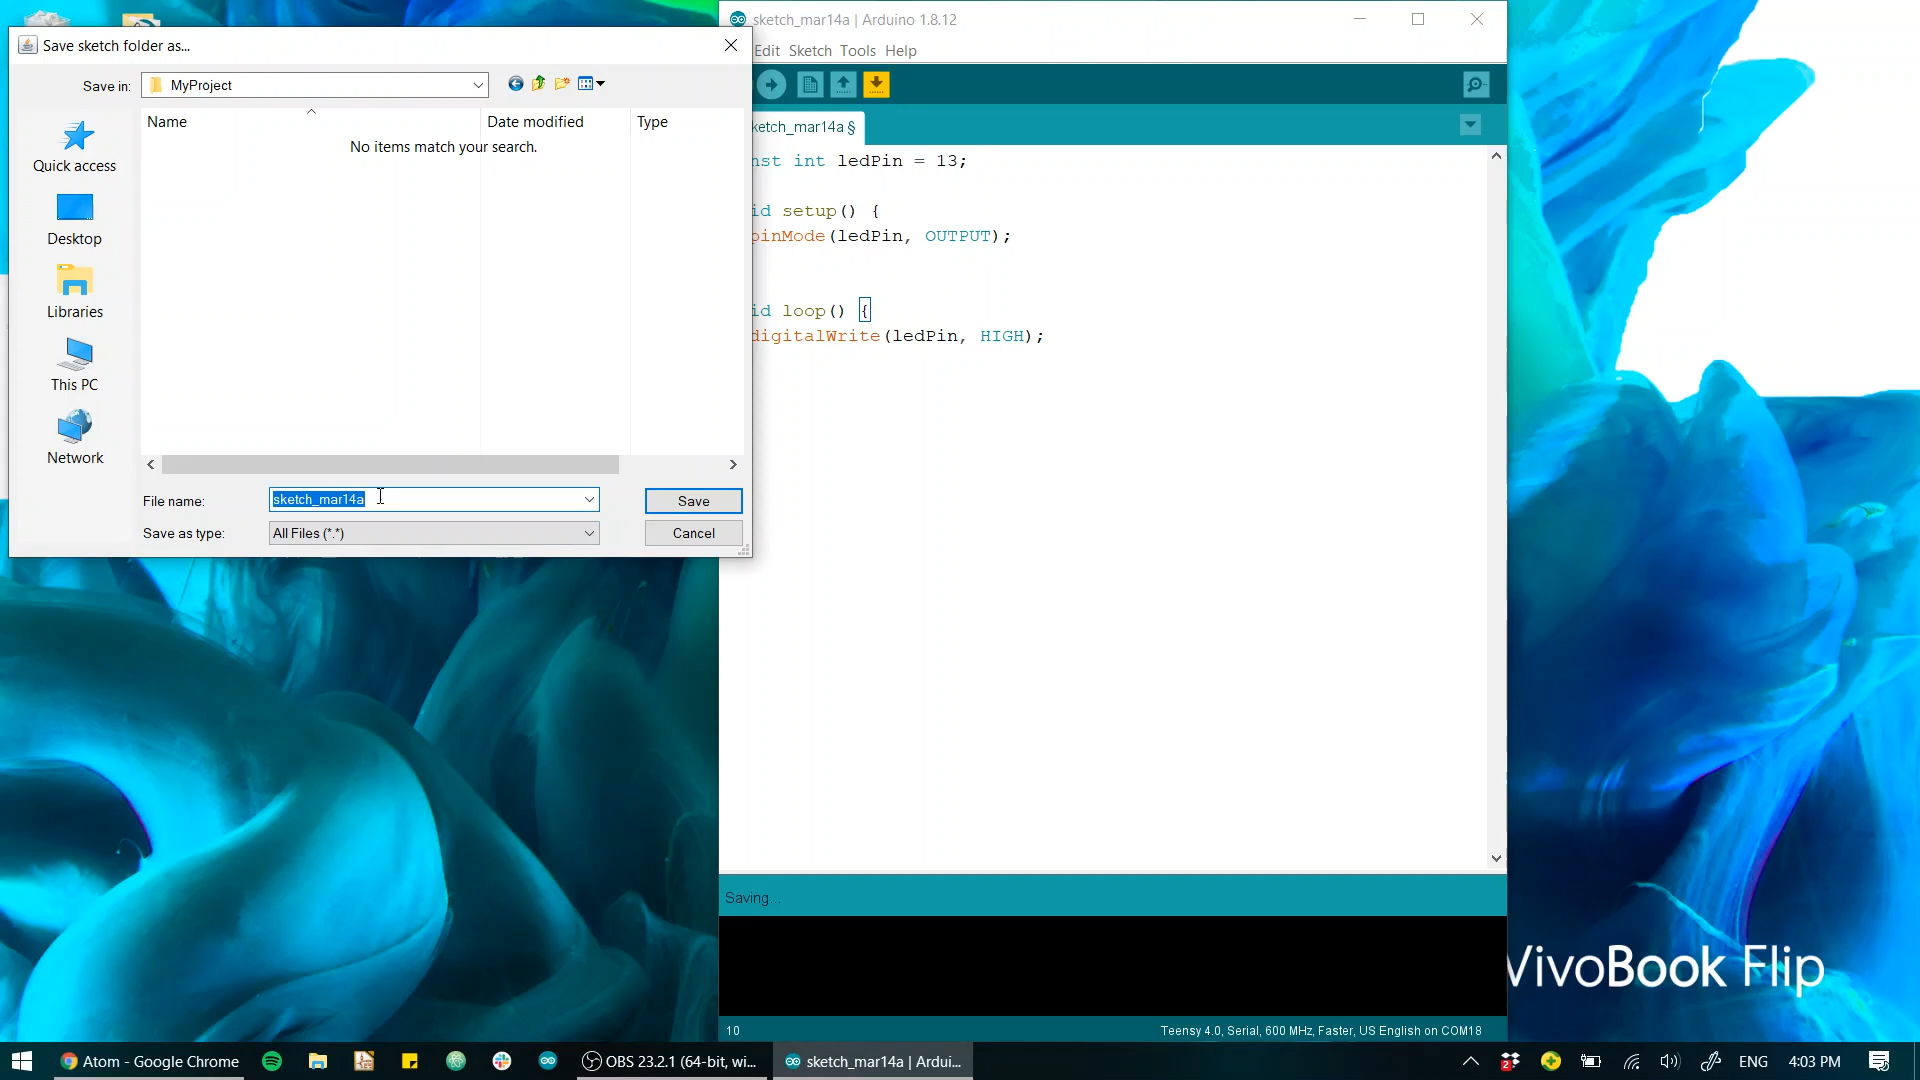 Save sketch folder as...
Save in:
MyProject
Name
Date modified
Type
No items match your search.
Quick access
Desktop
Libraries
This PC
Network
File name:
sketch_mar14a
Save
Save as type:
All Files (*.*)
Cancel
sketch_mar14a | Arduino 1.8.12
Edit Sketch Tools Help
ketch_mar14a §
nst int ledPin = 13;
id setup() {
pinMode(ledPin, OUTPUT);
id loop() {
digitalWrite(ledPin, HIGH);
Saving...
10
Teensy 4.0, Serial, 600 MHz, Faster, US English on COM18
VivoBook Flip
Atom - Google Chrome
OBS 23.2.1 (64-bit, wi...
sketch_mar14a | Ardui...
2
ENG
4:03 PM